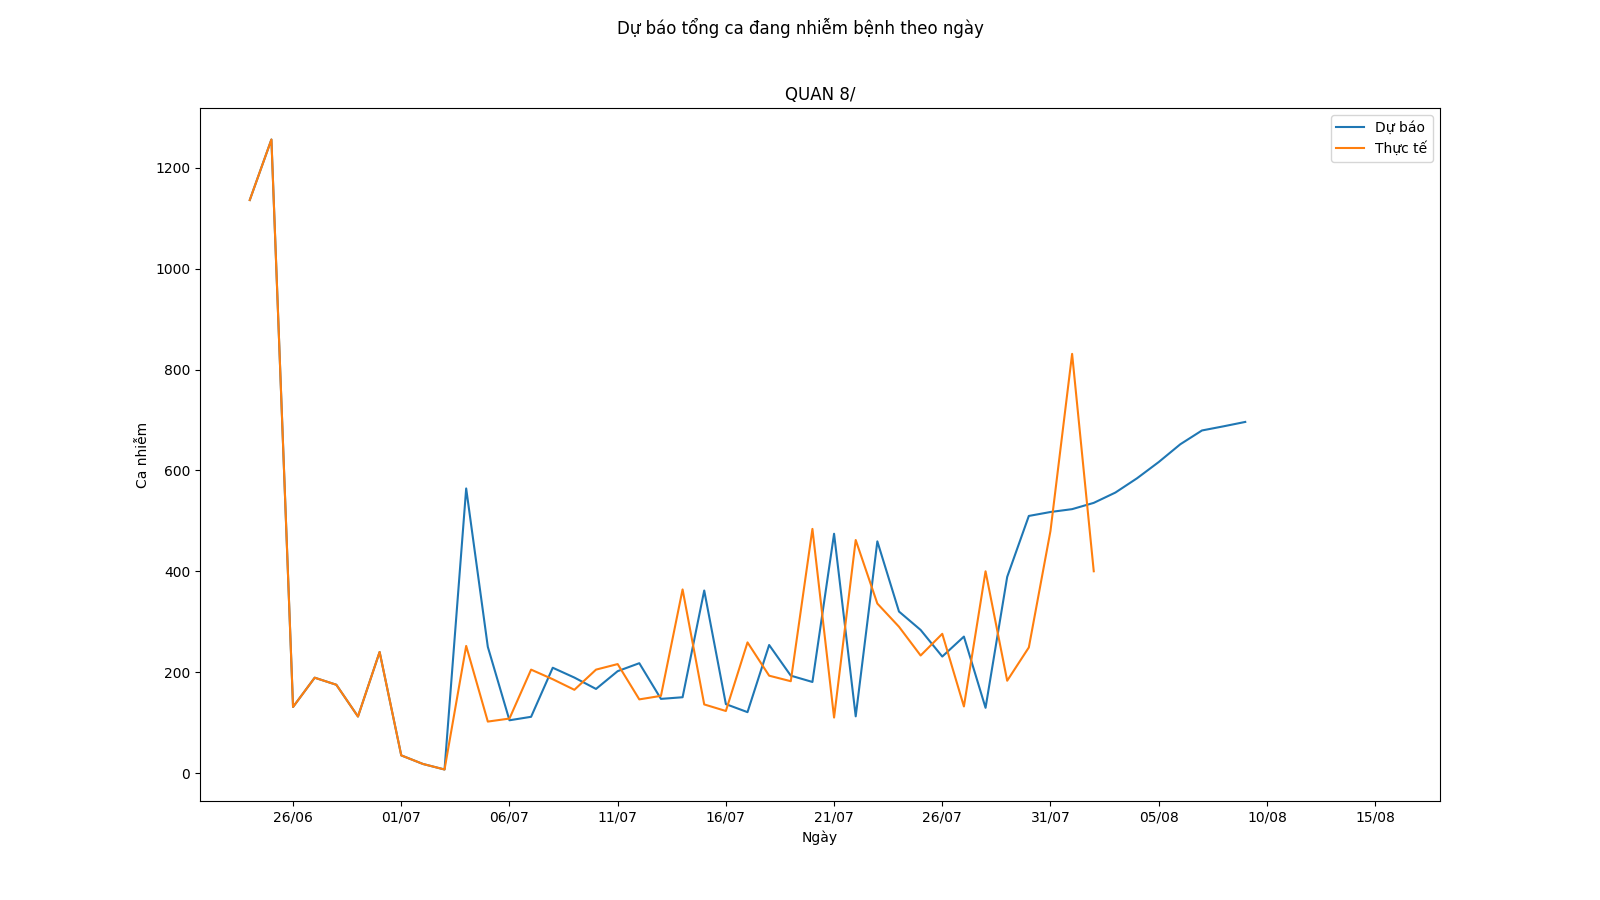 Dự báo tổng ca đang nhiễm bệnh theo ngày
QUAN 8/
Dự báo
Thực tế
1200
1000
800
600
400
200
0
Ca nhiễm
26/06 01/07 06/07 11/07 16/07 21/07 26/07 31/07 05/08 10/08 15/08
Ngày